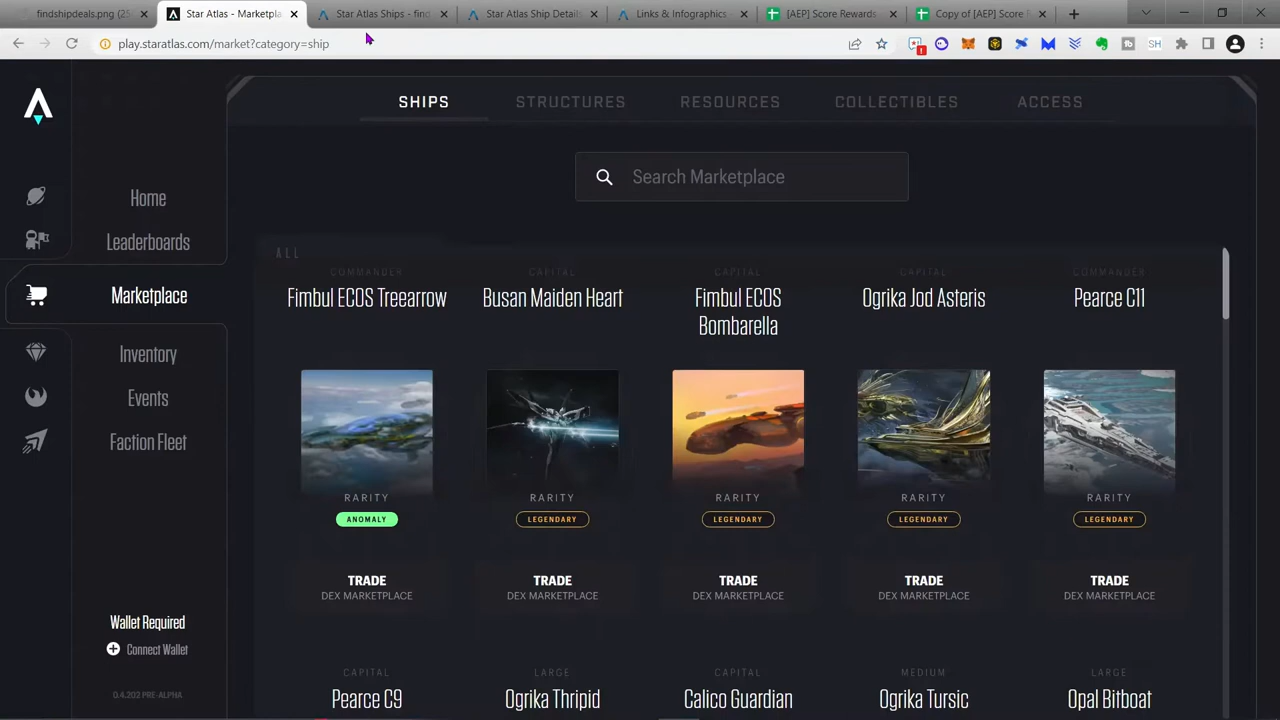 findshipdeals.png (25
Star Atlas - Marketpla
Star Atlas Ships - find
Star Atlas Ship Details
Links & Infographics
[AEP] Score Rewards
Copy of [AEP] Score R
play.staratlas.com/market?category=ship
SHIPS
STRUCTURES
RESOURCES
COLLECTIBLES
ACCESS
Search Marketplace
Home
Leaderboards
Marketplace
Inventory
Events
Faction Fleet
Wallet Required
Connect Wallet
0.4.202 PRE-ALPHA
ALL
COMMANDER
CAPITAL
CAPITAL
CAPITAL
COMMANDER
Fimbul ECOS Treearrow
Busan Maiden Heart
Fimbul ECOS
Bombarella
Ogrika Jod Asteris
Pearce C11
RARITY
RARITY
RARITY
RARITY
RARITY
ANOMALY
LEGENDARY
LEGENDARY
LEGENDARY
LEGENDARY
TRADE
DEX MARKETPLACE
TRADE
DEX MARKETPLACE
TRADE
DEX MARKETPLACE
TRADE
DEX MARKETPLACE
TRADE
DEX MARKETPLACE
CAPITAL
LARGE
CAPITAL
MEDIUM
LARGE
Pearce C9
Ogrika Thripid
Calico Guardian
Ogrika Tursic
Opal Bitboat
SH